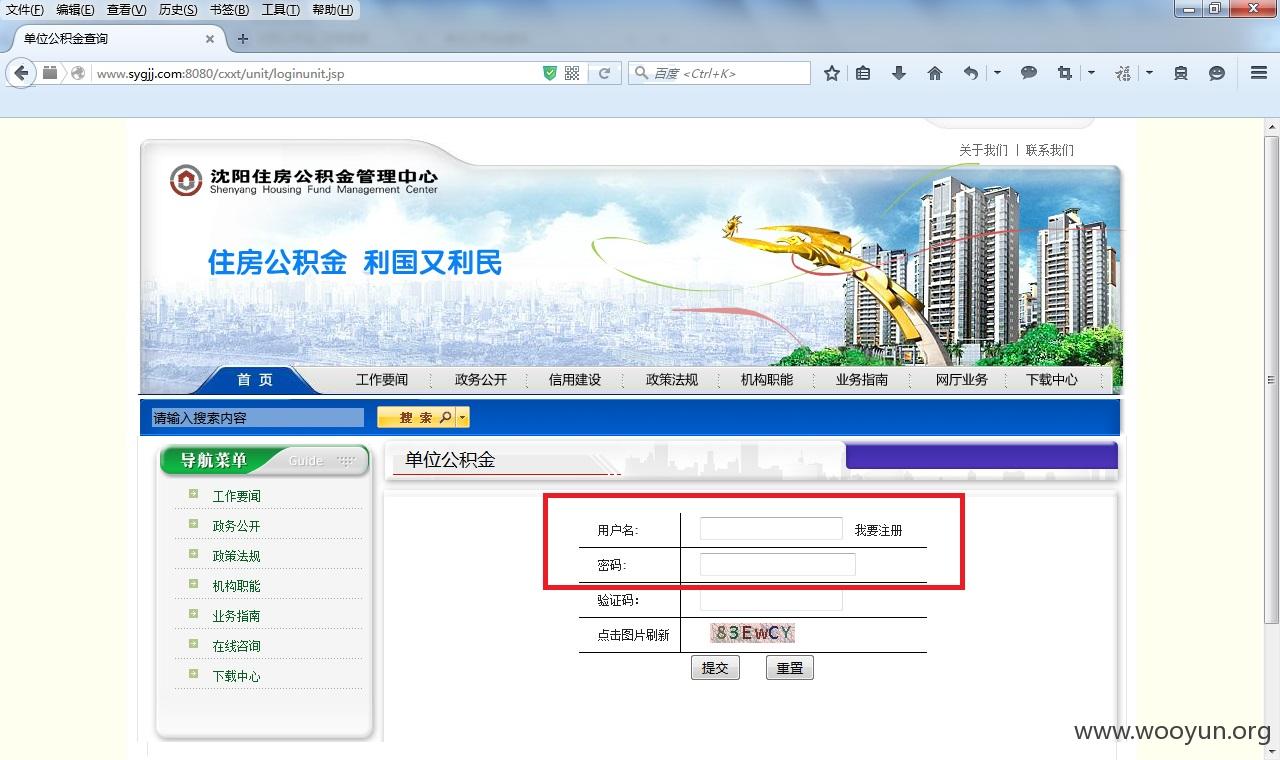 文件(F) 编辑(E) 查看(V) 历史(S) 书签(B) 工具(T) 帮助(H)
单位公积金查询
www.sygjj.com:8080/cxxt/unit/loginunit.jsp
百度 <Ctrl+K>
关于我们 | 联系我们
沈阳住房公积金管理中心
Shenyang Housing Fund Management Center
住房公积金 利国又利民
首 页 工作要闻 政务公开 信用建设 政策法规 机构职能 业务指南 网厅业务 下载中心
请输入搜索内容 搜 索
导航菜单 Guide
工作要闻
政务公开
政策法规
机构职能
业务指南
在线咨询
下载中心
单位公积金
用户名: 我要注册
密码:
验证码：
点击图片刷新 83EwCY
提交 重置
www.wooyun.org